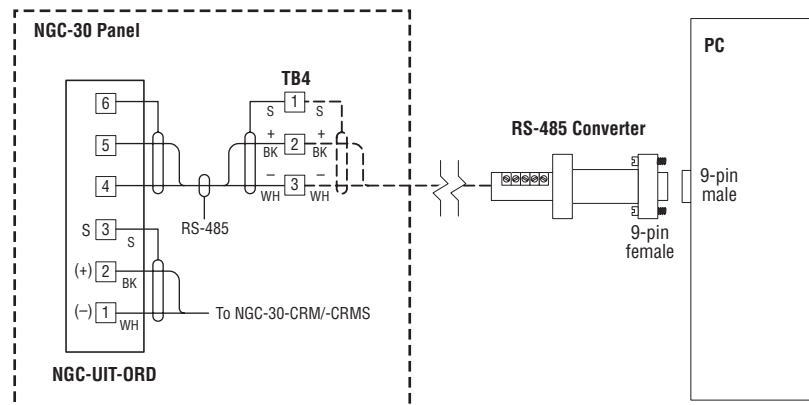 NGC-30 Panel
PC
TB4
6
1
S
S
RS-485 Converter
5
+
2
+
BK
BK
4
–
3
–
WH
WH
9-pin
male
RS-485
9-pin
female
S
3
S
(+)
2
BK
(–)
1
WH
To NGC-30-CRM/-CRMS
NGC-UIT-ORD